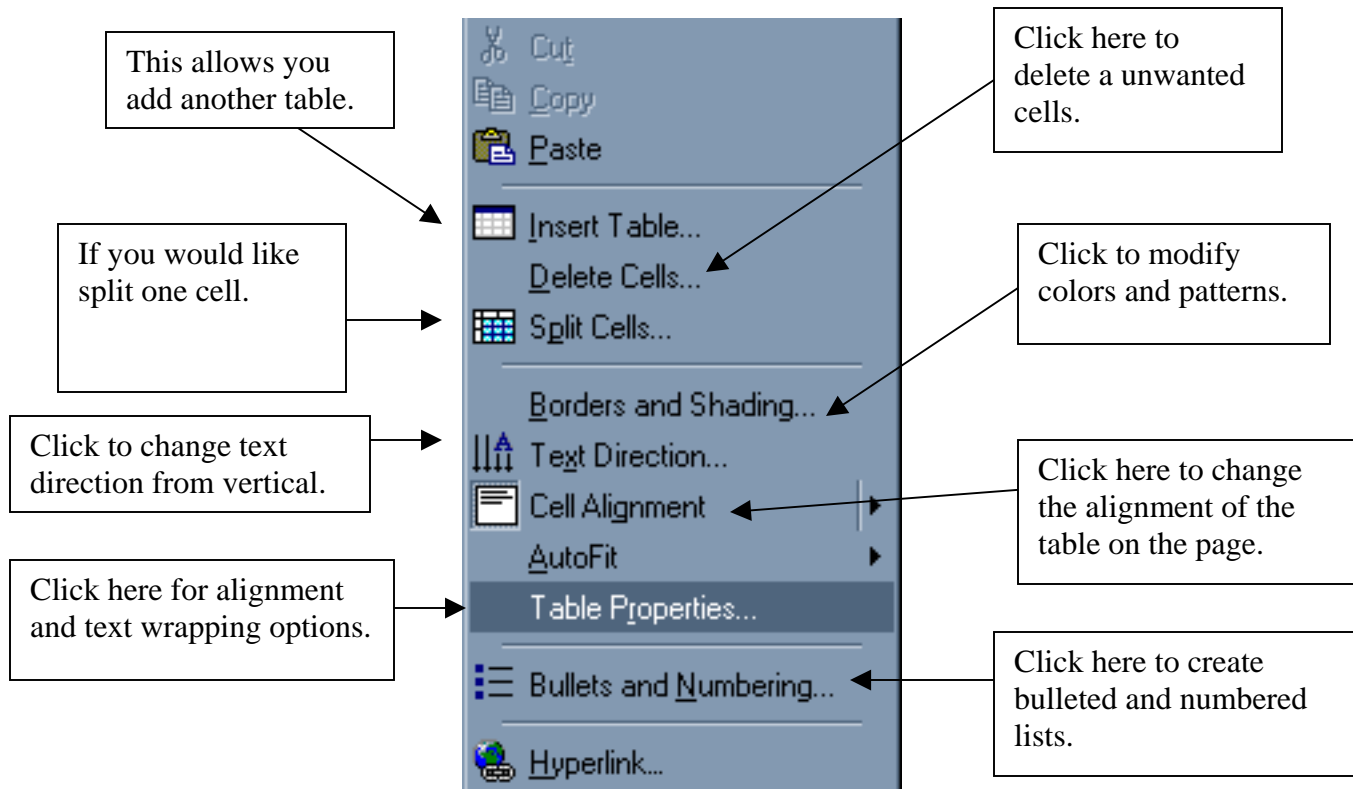 This allows you
add another table.
If you would like
split one cell.
Click to change text
direction from vertical.
Click here for alignment
and text wrapping options.
Cut
Copy
Paste
Insert Table...
Delete Cells...
Split Cells...
Borders and Shading...
Text Direction...
Cell Alignment
AutoFit
Table Properties...
Bullets and Numbering...
Hyperlink...
Click here to
delete a unwanted
cells.
Click to modify
colors and patterns.
Click here to change
the alignment of the
table on the page.
Click here to create
bulleted and numbered
lists.